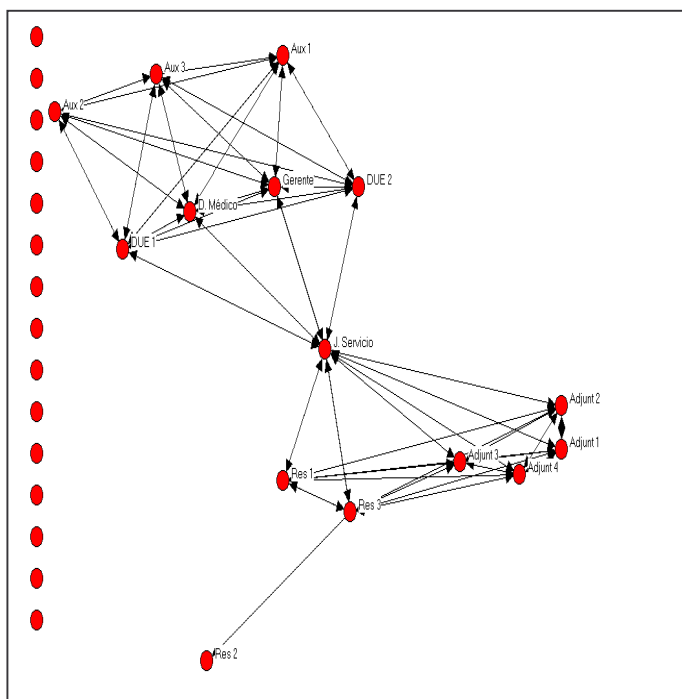 Aux 1
Aux 3
Aux 2
Gerente
DUE 2
D. Médico
DUE 1
J. Servicio
Adjunt 2
Adjunt 1
Adjunt 3
Adjunt 4
Res 1
Res 3
Res 2